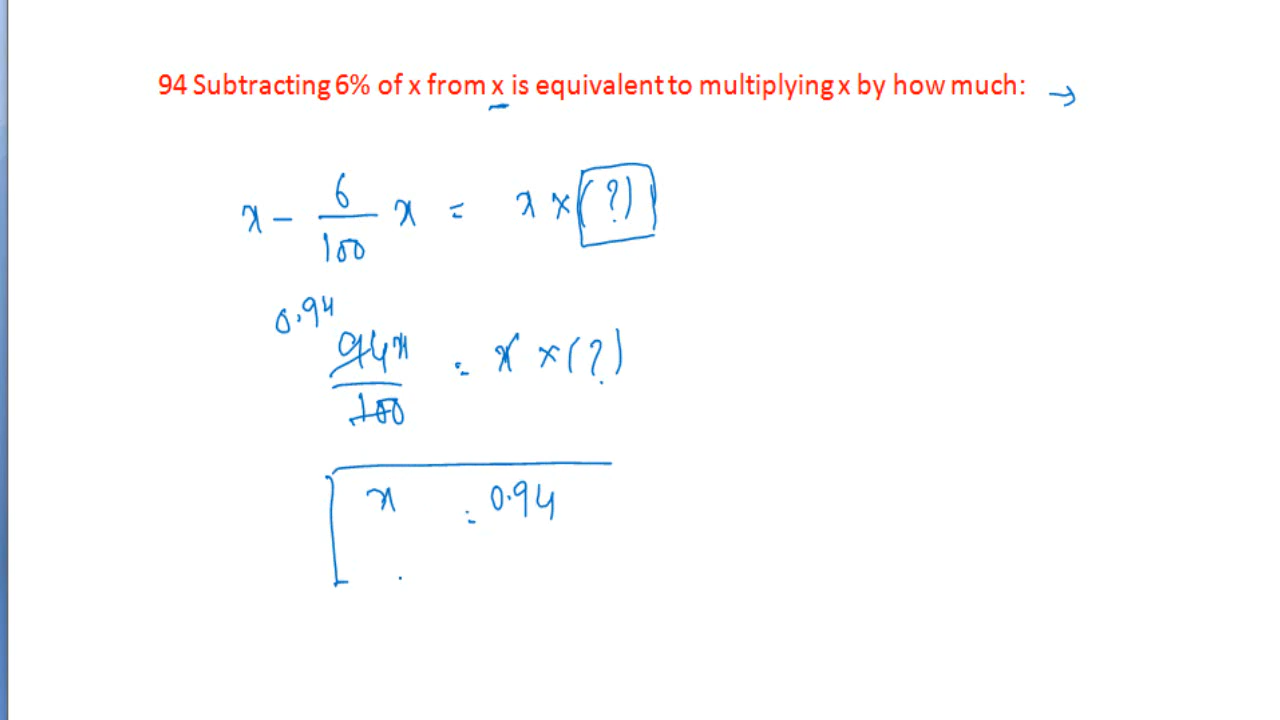 94 Subtracting 6% of x from x is equivalent to multiplying x by how much: →
x - 6/100 x = x × (?)
0.94
94x/100 = x × (?)
x = 0.94